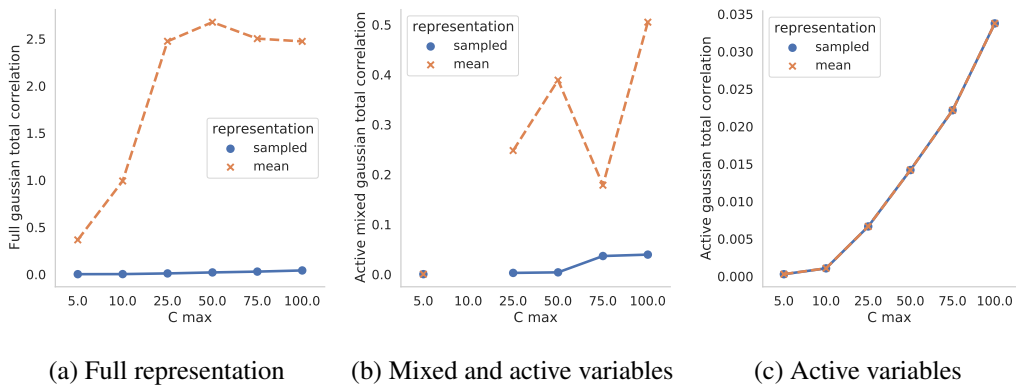 Full gaussian total correlation
2.5
2.0
1.5
1.0
0.5
0.0
representation
sampled
mean
5.0 10.0 25.0 50.0 75.0 100.0
C max
(a) Full representation
Active mixed gaussian total correlation
0.5
0.4
0.3
0.2
0.1
0.0
representation
sampled
mean
5.0 10.0 25.0 50.0 75.0 100.0
C max
(b) Mixed and active variables
Active gaussian total correlation
0.035
0.030
0.025
0.020
0.015
0.010
0.005
0.000
representation
sampled
mean
5.0 10.0 25.0 50.0 75.0 100.0
C max
(c) Active variables